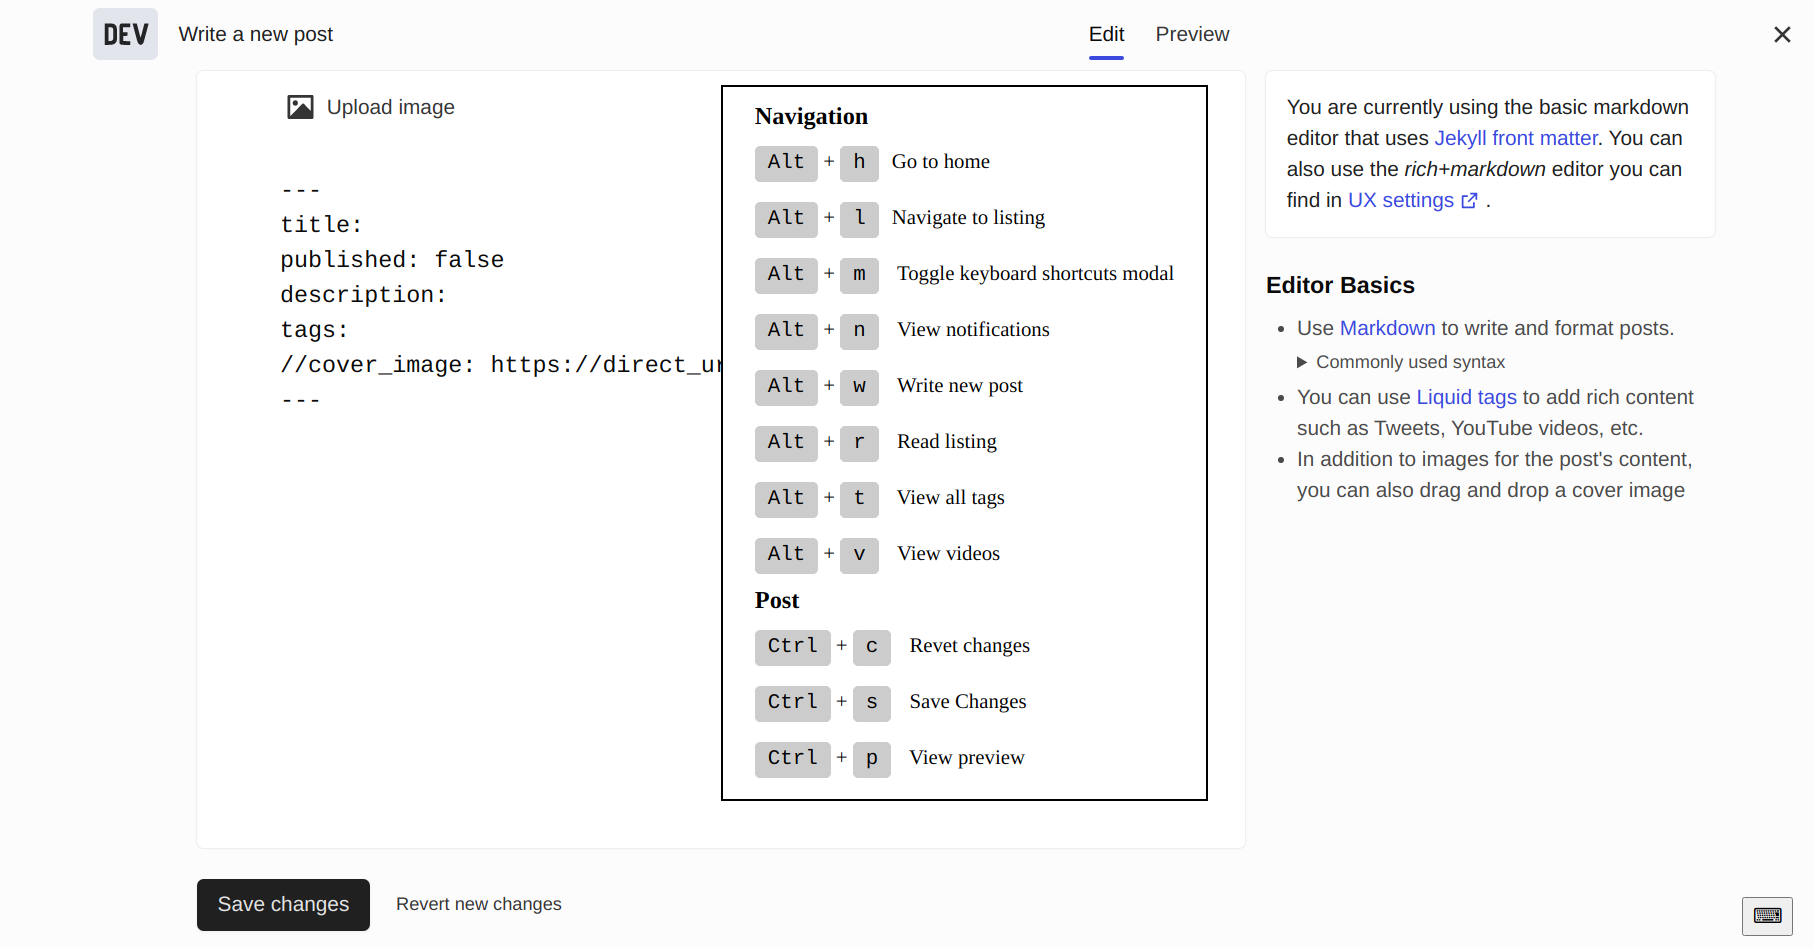 DEV Write a new post Edit Preview
Upload image
---
title:
published: false
description:
tags:
//cover_image: https://direct_ur
---
Navigation
Alt + h Go to home
Alt + l Navigate to listing
Alt + m Toggle keyboard shortcuts modal
Alt + n View notifications
Alt + w Write new post
Alt + r Read listing
Alt + t View all tags
Alt + v View videos
Post
Ctrl + c Revet changes
Ctrl + s Save Changes
Ctrl + p View preview
You are currently using the basic markdown
editor that uses Jekyll front matter. You can
also use the rich+markdown editor you can
find in UX settings .
Editor Basics
Use Markdown to write and format posts.
Commonly used syntax
You can use Liquid tags to add rich content
such as Tweets, YouTube videos, etc.
In addition to images for the post's content,
you can also drag and drop a cover image
Save changes Revert new changes